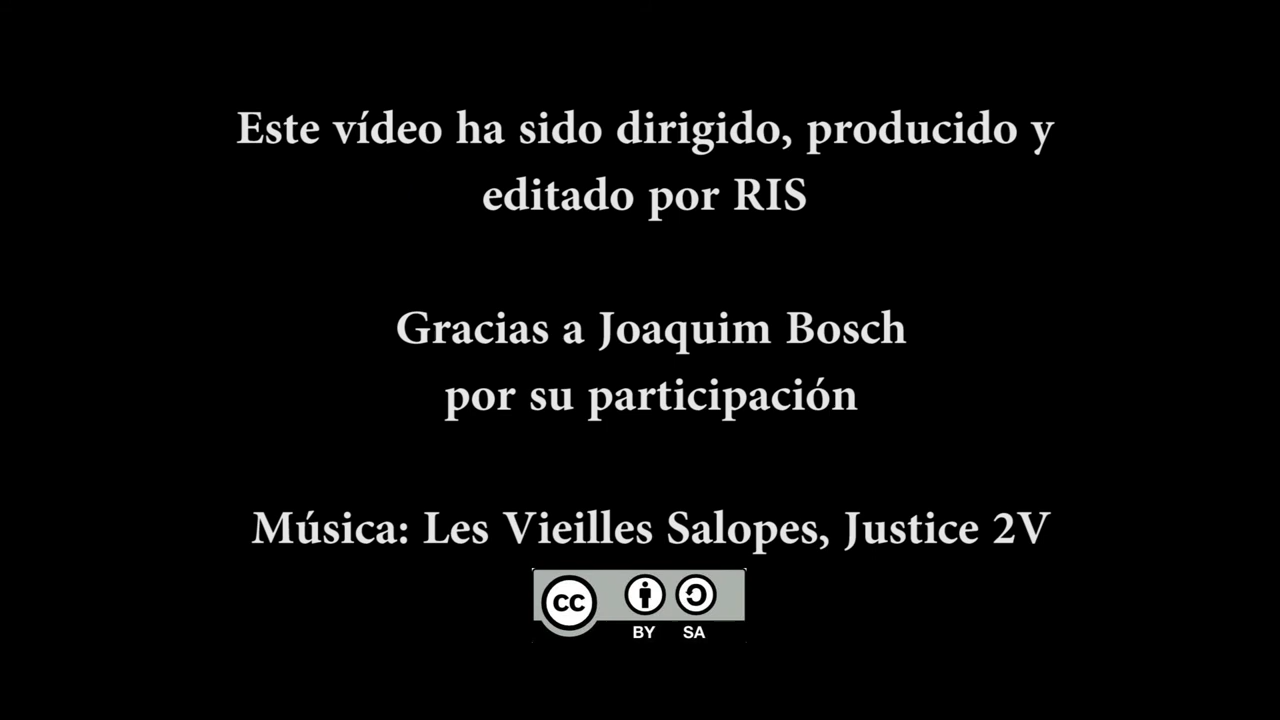 Este vídeo ha sido dirigido, producido y
editado por RIS
Gracias a Joaquim Bosch
por su participación
Música: Les Vieilles Salopes, Justice 2V
CC
BY SA